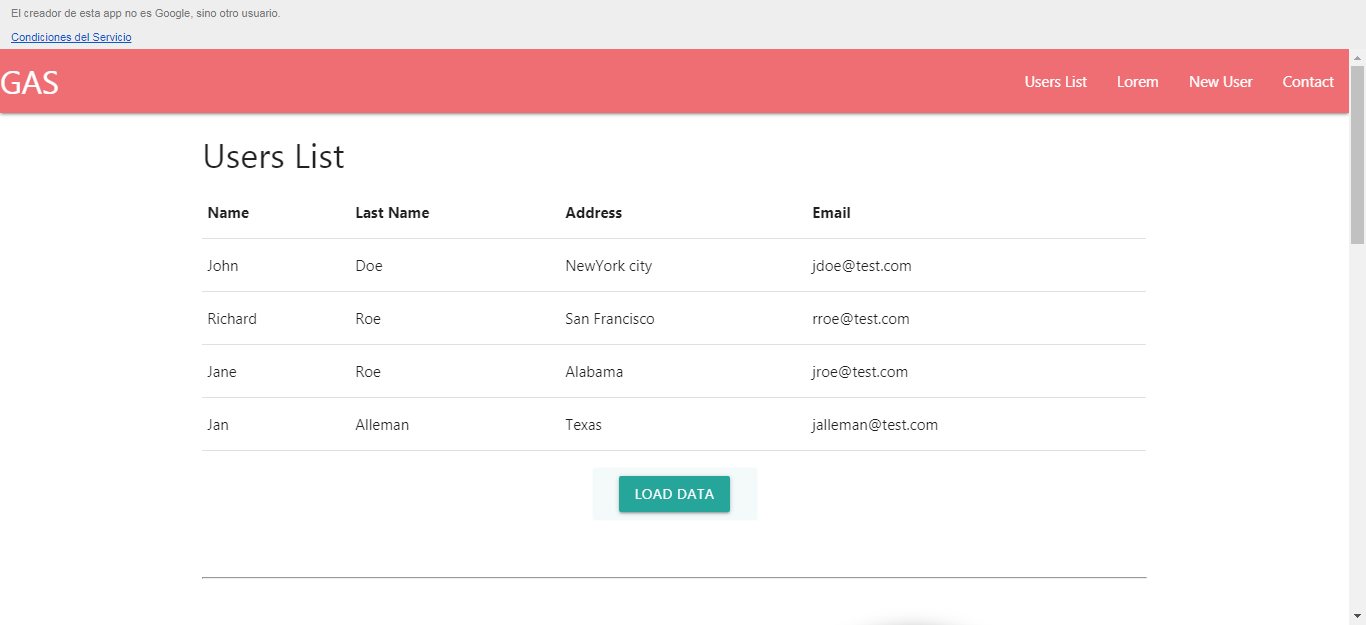 El creador de esta app no es Google, sino otro usuario.
Condiciones del Servicio
GAS Users List Lorem New User Contact
Users List
Name Last Name Address Email
John Doe NewYork city jdoe@test.com
Richard Roe San Francisco rroe@test.com
Jane Roe Alabama jroe@test.com
Jan Alleman Texas jalleman@test.com
LOAD DATA